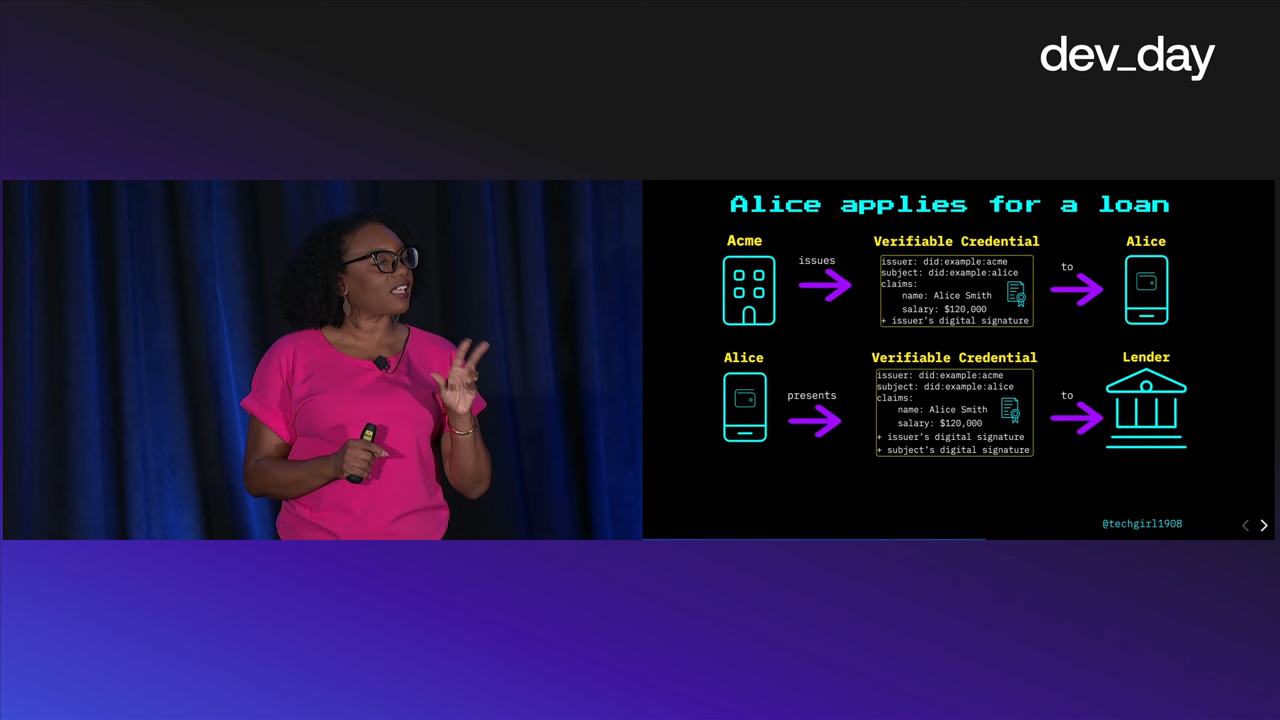 dev_day
Alice applies for a loan
Acme
issues
Verifiable Credential
issuer: did:example:acme
subject: did:example:alice
claims:
name: Alice Smith
salary: $120,000
+ issuer's digital signature
to
Alice
Alice
presents
Verifiable Credential
issuer: did:example:acme
subject: did:example:alice
claims:
name: Alice Smith
salary: $120,000
+ issuer's digital signature
+ subject's digital signature
to
Lender
@techgirl1908